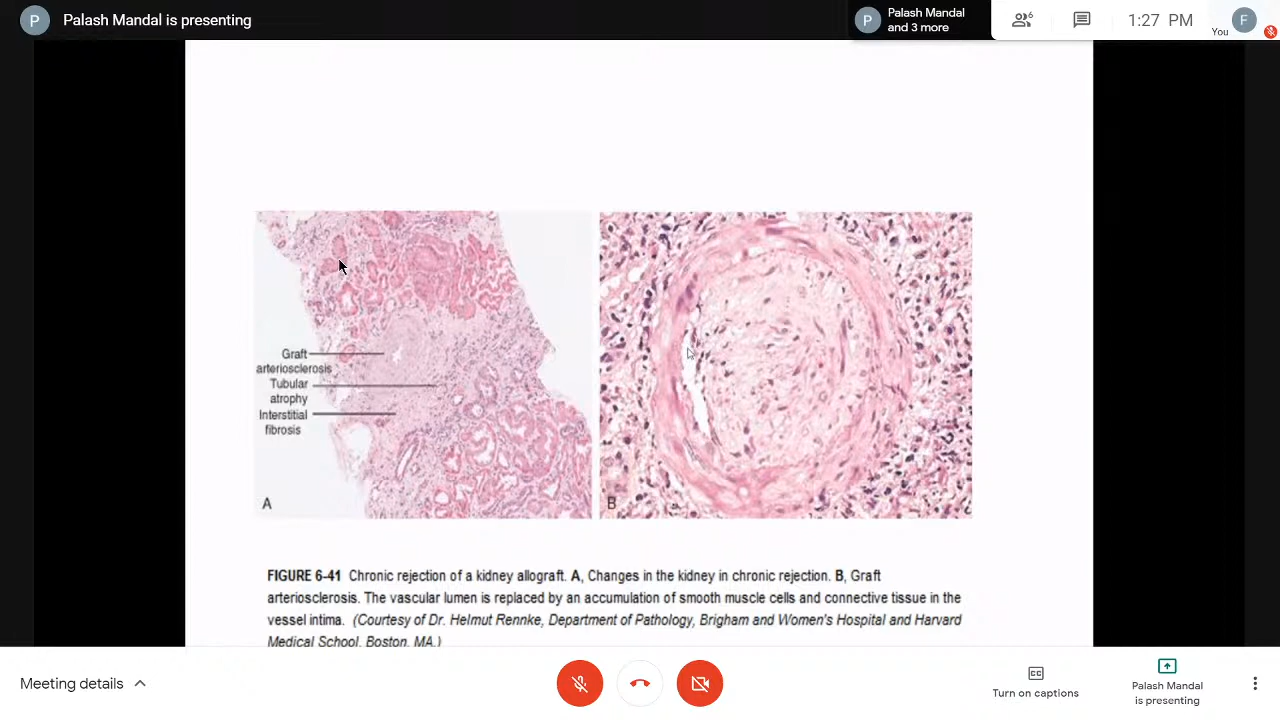 P Palash Mandal is presenting
P Palash Mandal
and 3 more
6
1:27 PM
You F
Graft
arteriosclerosis
Tubular
atrophy
Interstitial
fibrosis
A
B
FIGURE 6-41 Chronic rejection of a kidney allograft. A, Changes in the kidney in chronic rejection. B, Graft
arteriosclerosis. The vascular lumen is replaced by an accumulation of smooth muscle cells and connective tissue in the
vessel intima. (Courtesy of Dr. Helmut Rennke, Department of Pathology, Brigham and Women's Hospital and Harvard
Medical School, Boston, MA.)
Meeting details
CC
Turn on captions
Palash Mandal
is presenting